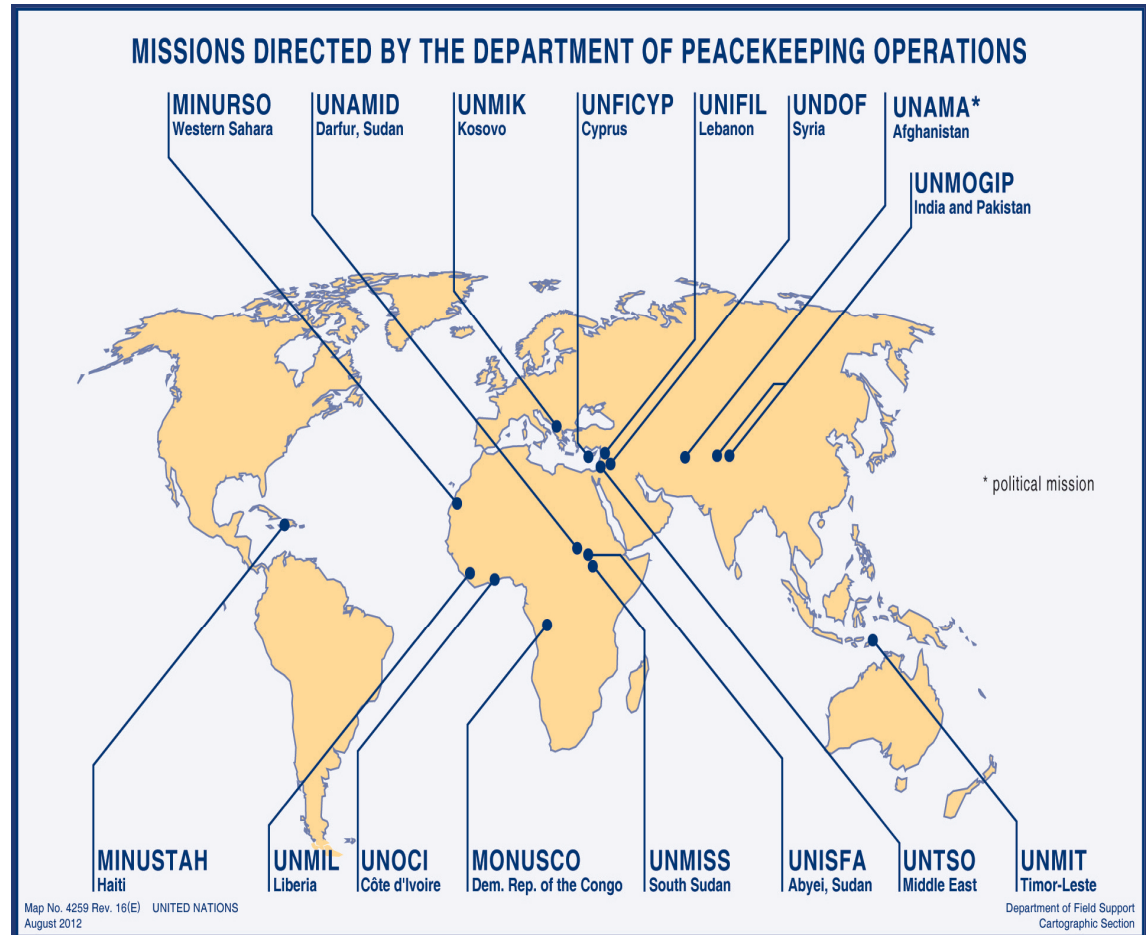 MISSIONS DIRECTED BY THE DEPARTMENT OF PEACEKEEPING OPERATIONS
MINURSO
Western Sahara
UNAMID
Darfur, Sudan
UNMIK
Kosovo
UNFICYP
Cyprus
UNIFIL
Lebanon
UNDOF
Syria
UNAMA*
Afghanistan
UNMOGIP
India and Pakistan
* political mission
MINUSTAH
Haiti
UNMIL
Liberia
UNOCI
Côte d'Ivoire
MONUSCO
Dem. Rep. of the Congo
UNMISS
South Sudan
UNISFA
Abyei, Sudan
UNTSO
Middle East
UNMIT
Timor-Leste
Map No. 4259 Rev. 16(E) UNITED NATIONS
August 2012
Department of Field Support
Cartographic Section